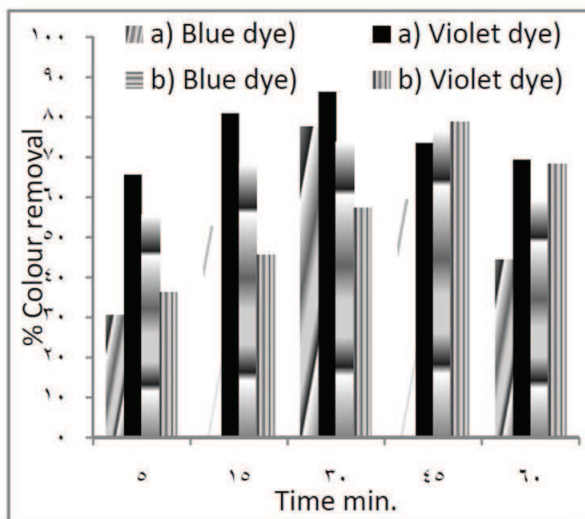 ١٠٠
a) Blue dye) a) Violet dye)
٩٠
b) Blue dye) b) Violet dye)
٨٠
٧٠
٦٠
٥٠
٤٠
٣٠
٢٠
١٠
٠
% Colour removal
٥ ١٥ ٣٠ ٤٥ ٦٠
Time min.